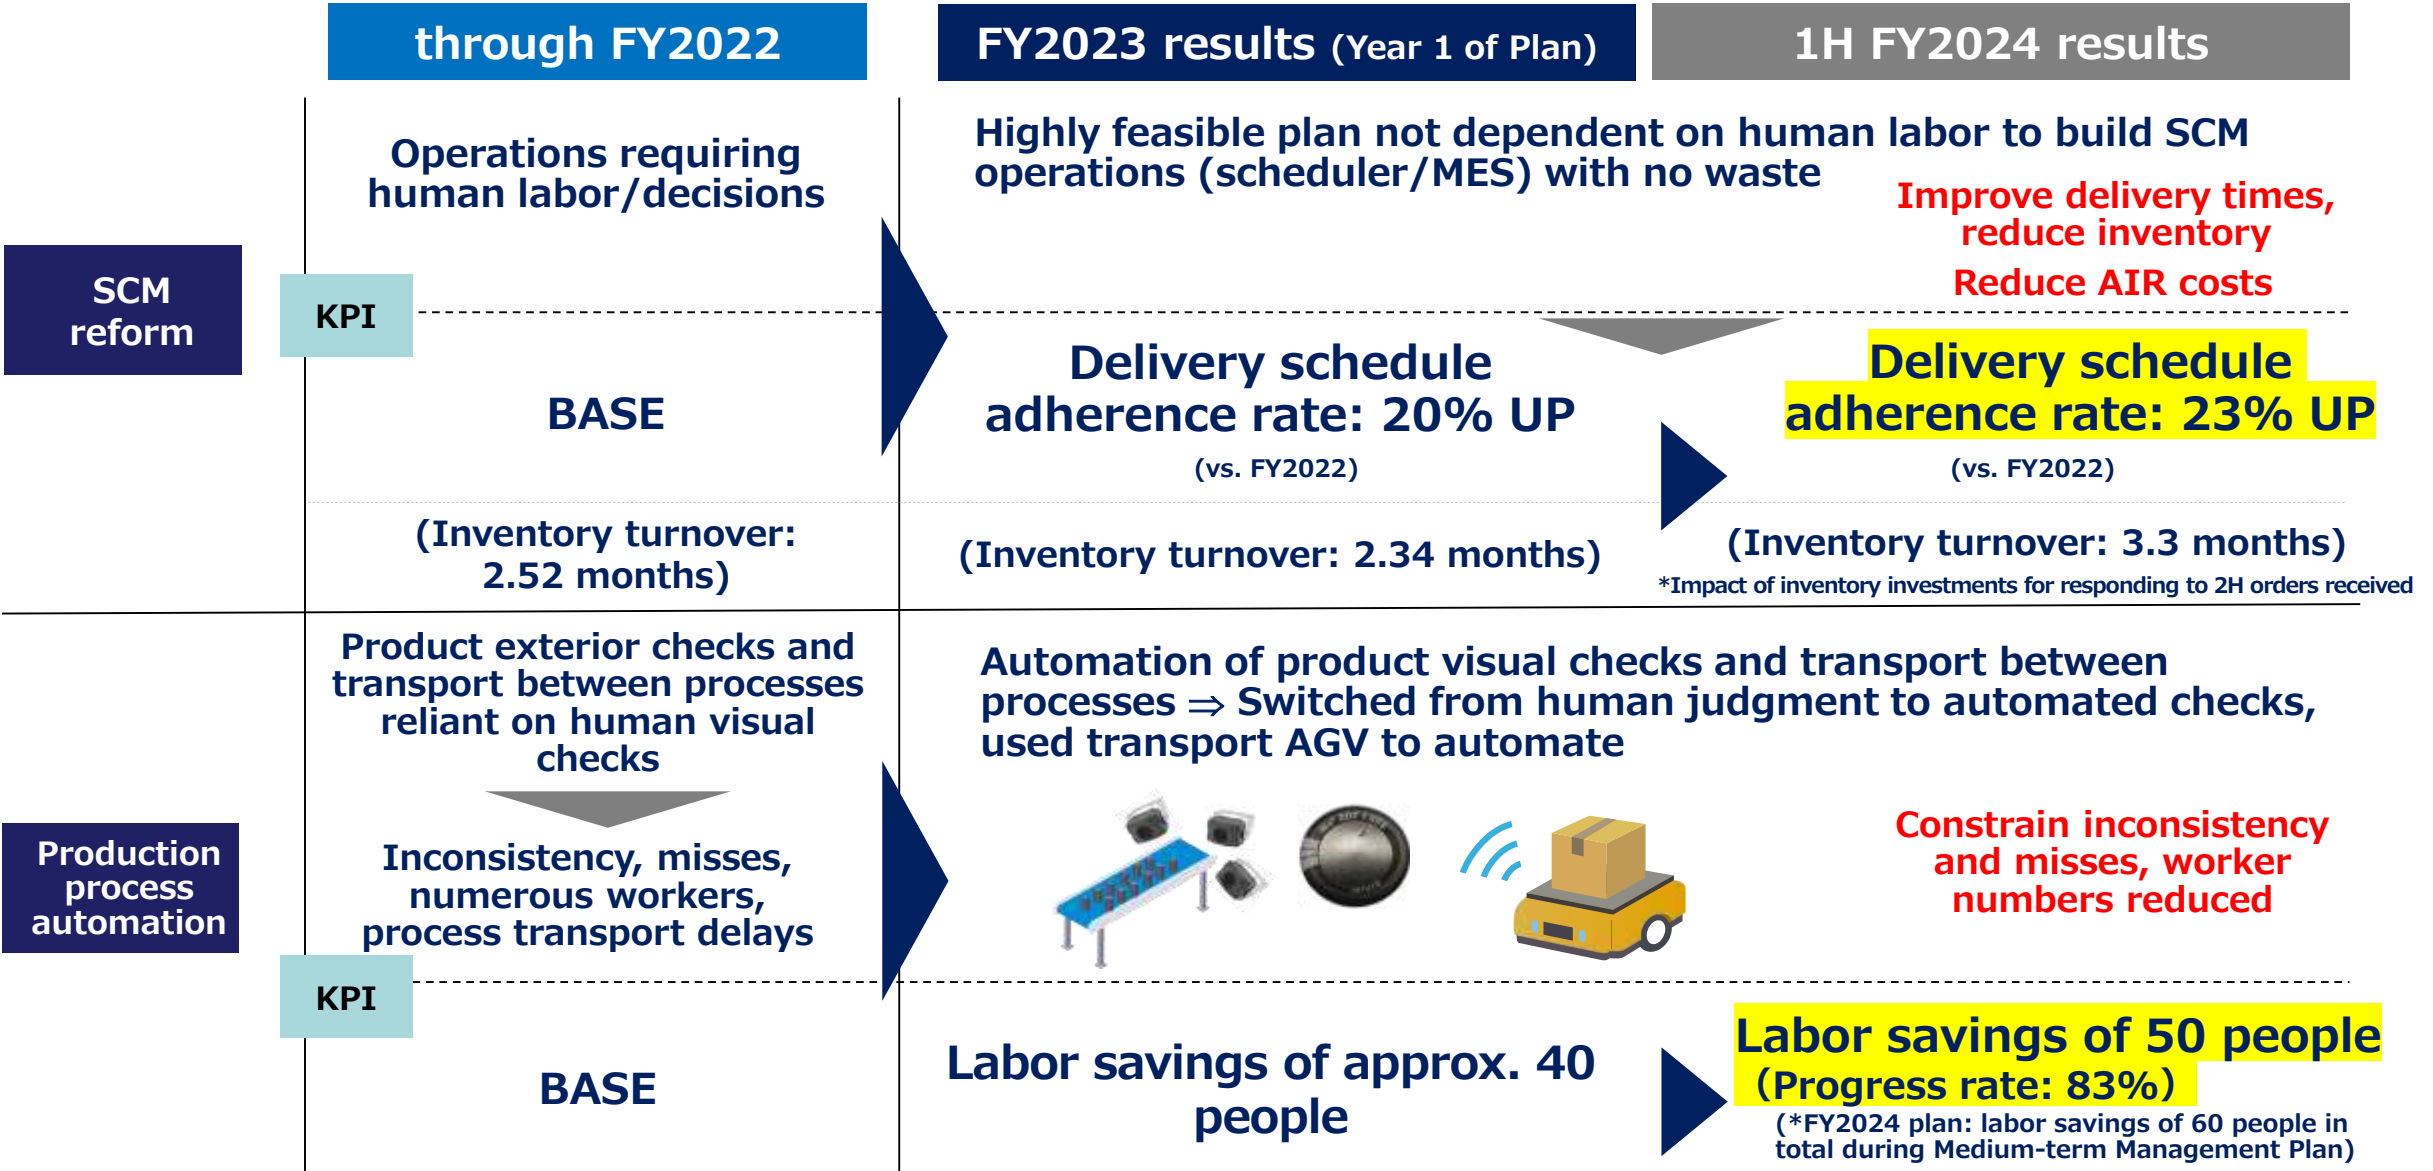 through FY2022
FY2023 results (Year 1 of Plan)
1H FY2024 results
SCM
reform
Operations requiring
human labor/decisions
Highly feasible plan not dependent on human labor to build SCM
operations (scheduler/MES) with no waste
Improve delivery times,
reduce inventory
Reduce AIR costs
KPI
BASE
Delivery schedule
adherence rate: 20% UP
(vs. FY2022)
Delivery schedule
adherence rate: 23% UP
(vs. FY2022)
(Inventory turnover:
2.52 months)
(Inventory turnover: 2.34 months)
(Inventory turnover: 3.3 months)
*Impact of inventory investments for responding to 2H orders received
Production
process
automation
Product exterior checks and
transport between processes
reliant on human visual
checks
Inconsistency, misses,
numerous workers,
process transport delays
Automation of product visual checks and transport between
processes ⇒ Switched from human judgment to automated checks,
used transport AGV to automate
Constrain inconsistency
and misses, worker
numbers reduced
KPI
BASE
Labor savings of approx. 40
people
Labor savings of 50 people
(Progress rate: 83%)
(*FY2024 plan: labor savings of 60 people in
total during Medium-term Management Plan)